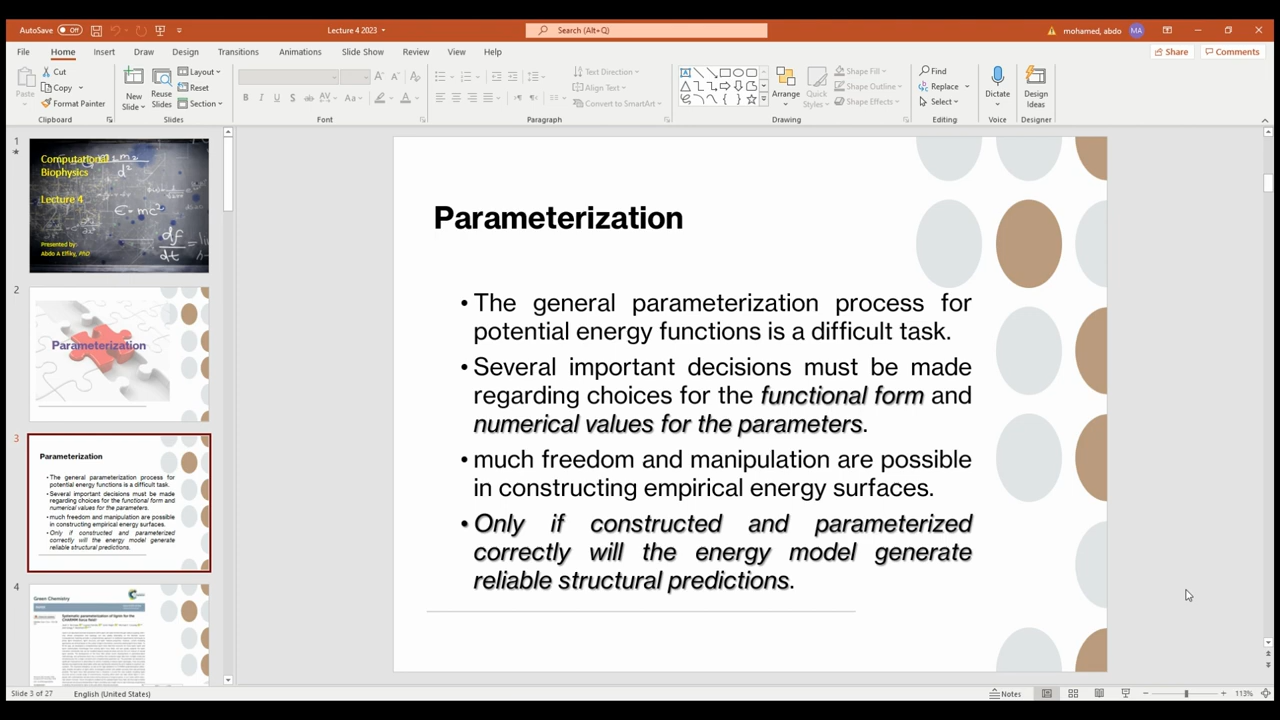 AutoSave Off
Lecture 4 2023
Search (Alt+Q)
mohamed, abdo MA
File Home Insert Draw Design Transitions Animations Slide Show Review View Help
Share Comments
Paste
Cut
Copy
Format Painter
Clipboard
New Slide
Reuse Slides
Layout
Reset
Section
Slides
B I U S ab AV Aa A
Font
Text Direction
Align Text
Convert to SmartArt
Paragraph
Arrange
Quick Styles
Shape Fill
Shape Outline
Shape Effects
Drawing
Find
Replace
Select
Editing
Dictate
Voice
Design Ideas
Designer
1
Computational
Biophysics
Lecture 4
Presented by:
Abdo A Elfiky, PhD
2
Parameterization
3
Parameterization
• The general parameterization process for
potential energy functions is a difficult task.
• Several important decisions must be made
regarding choices for the functional form and
numerical values for the parameters.
• much freedom and manipulation are possible
in constructing empirical energy surfaces.
• Only if constructed and parameterized
correctly will the energy model generate
reliable structural predictions.
4
Green Chemistry
Parameterization
• The general parameterization process for
potential energy functions is a difficult task.
• Several important decisions must be made
regarding choices for the functional form and
numerical values for the parameters.
• much freedom and manipulation are possible
in constructing empirical energy surfaces.
• Only if constructed and parameterized
correctly will the energy model generate
reliable structural predictions.
Slide 3 of 27 English (United States)
Notes
113%